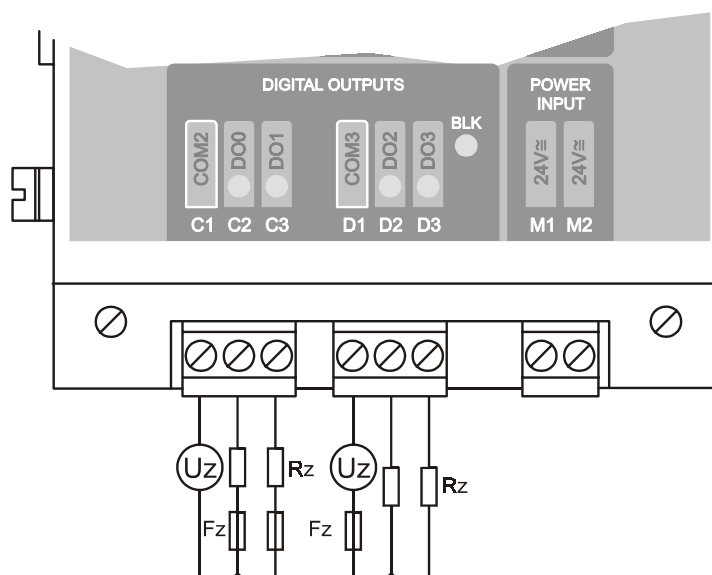 DIGITAL OUTPUTS
POWER INPUT
BLK
COM2 DO0 DO1 COM3 DO2 DO3 24V≂ 24V≂
C1 C2 C3 D1 D2 D3 M1 M2
Uz Rz Uz Rz
Fz Fz